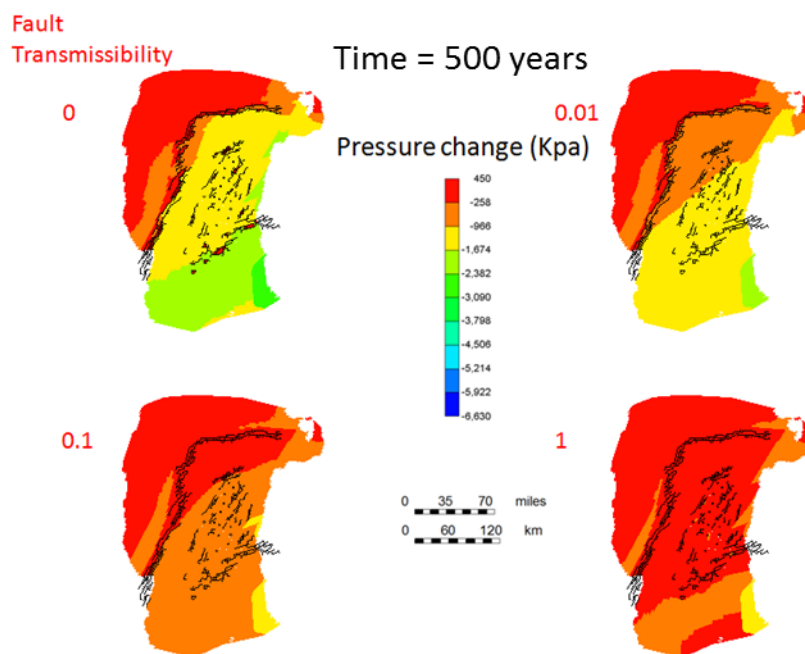 Fault
Transmissibility
Time = 500 years
0
0.01
Pressure change (Kpa)
450
-258
-966
-1,674
-2,382
-3,090
-3,798
-4,506
-5,214
-5,922
-6,630
0.1
1
0 35 70 miles
0 60 120 km